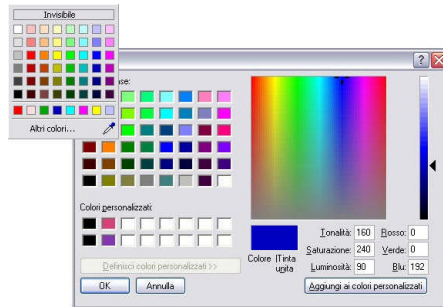 Invisibile
Altri colori...
ase:
Colori personalizzati:
Definisci colori personalizzati >>
OK
Annulla
Colore |Tinta
unita
Tonalità: 160
Saturazione: 240
Luminosità: 90
Rosso: 0
Verde: 0
Blu: 192
Aggiungi ai colori personalizzati